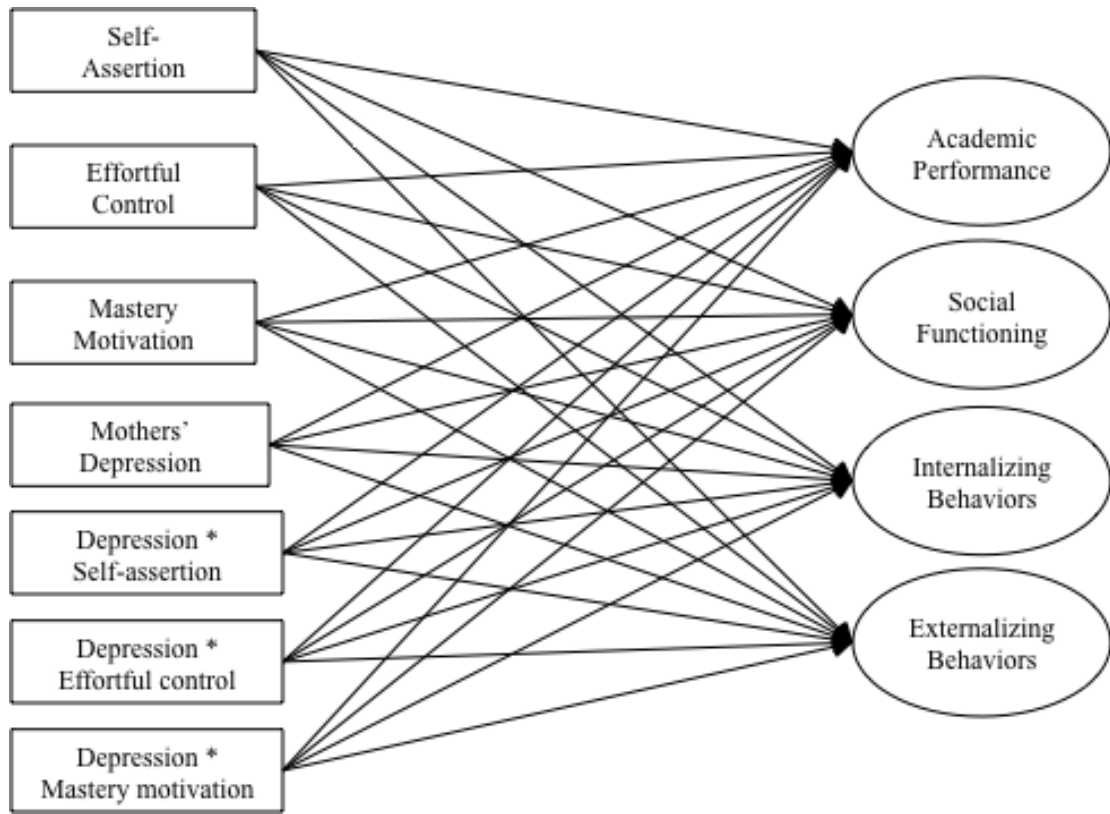 Self-
Assertion
Effortful
Control
Mastery
Motivation
Mothers’
Depression
Depression *
Self-assertion
Depression *
Effortful control
Depression *
Mastery motivation
Academic
Performance
Social
Functioning
Internalizing
Behaviors
Externalizing
Behaviors